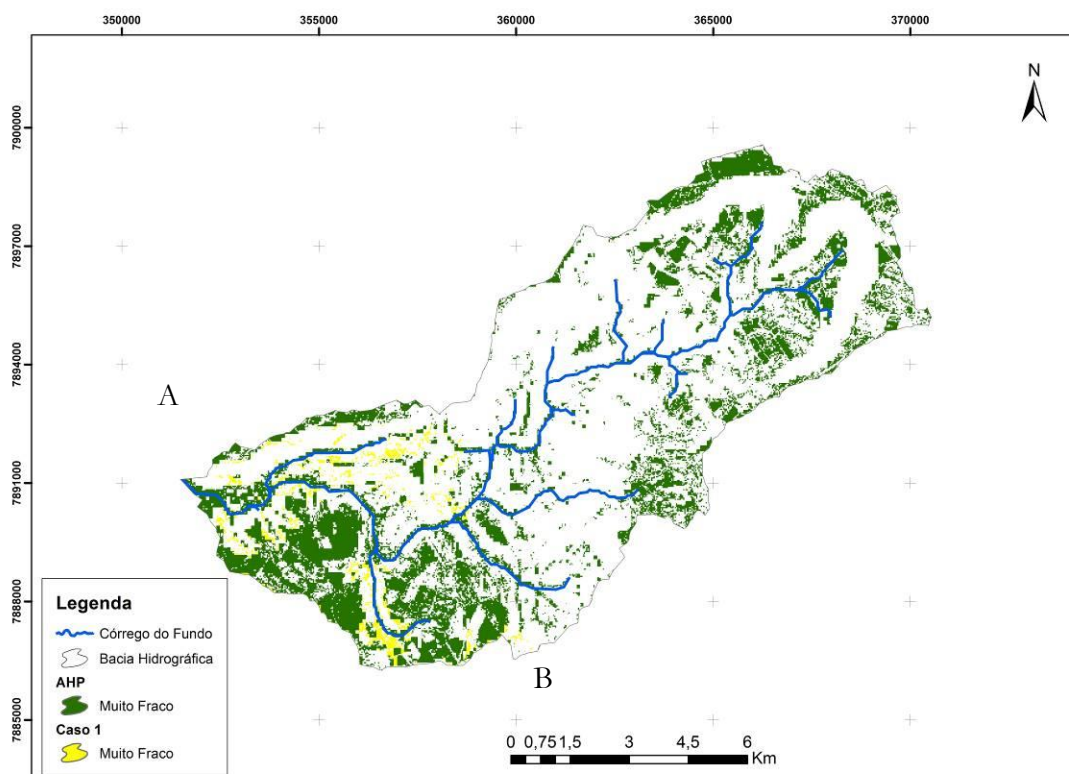 350000 355000 360000 365000 370000
N
7900000
7897000
7894000
7891000
7888000
7885000
A
B
Legenda
Córrego do Fundo
Bacia Hidrográfica
AHP
Muito Fraco
Caso 1
Muito Fraco
0 0,75 1,5 3 4,5 6
Km